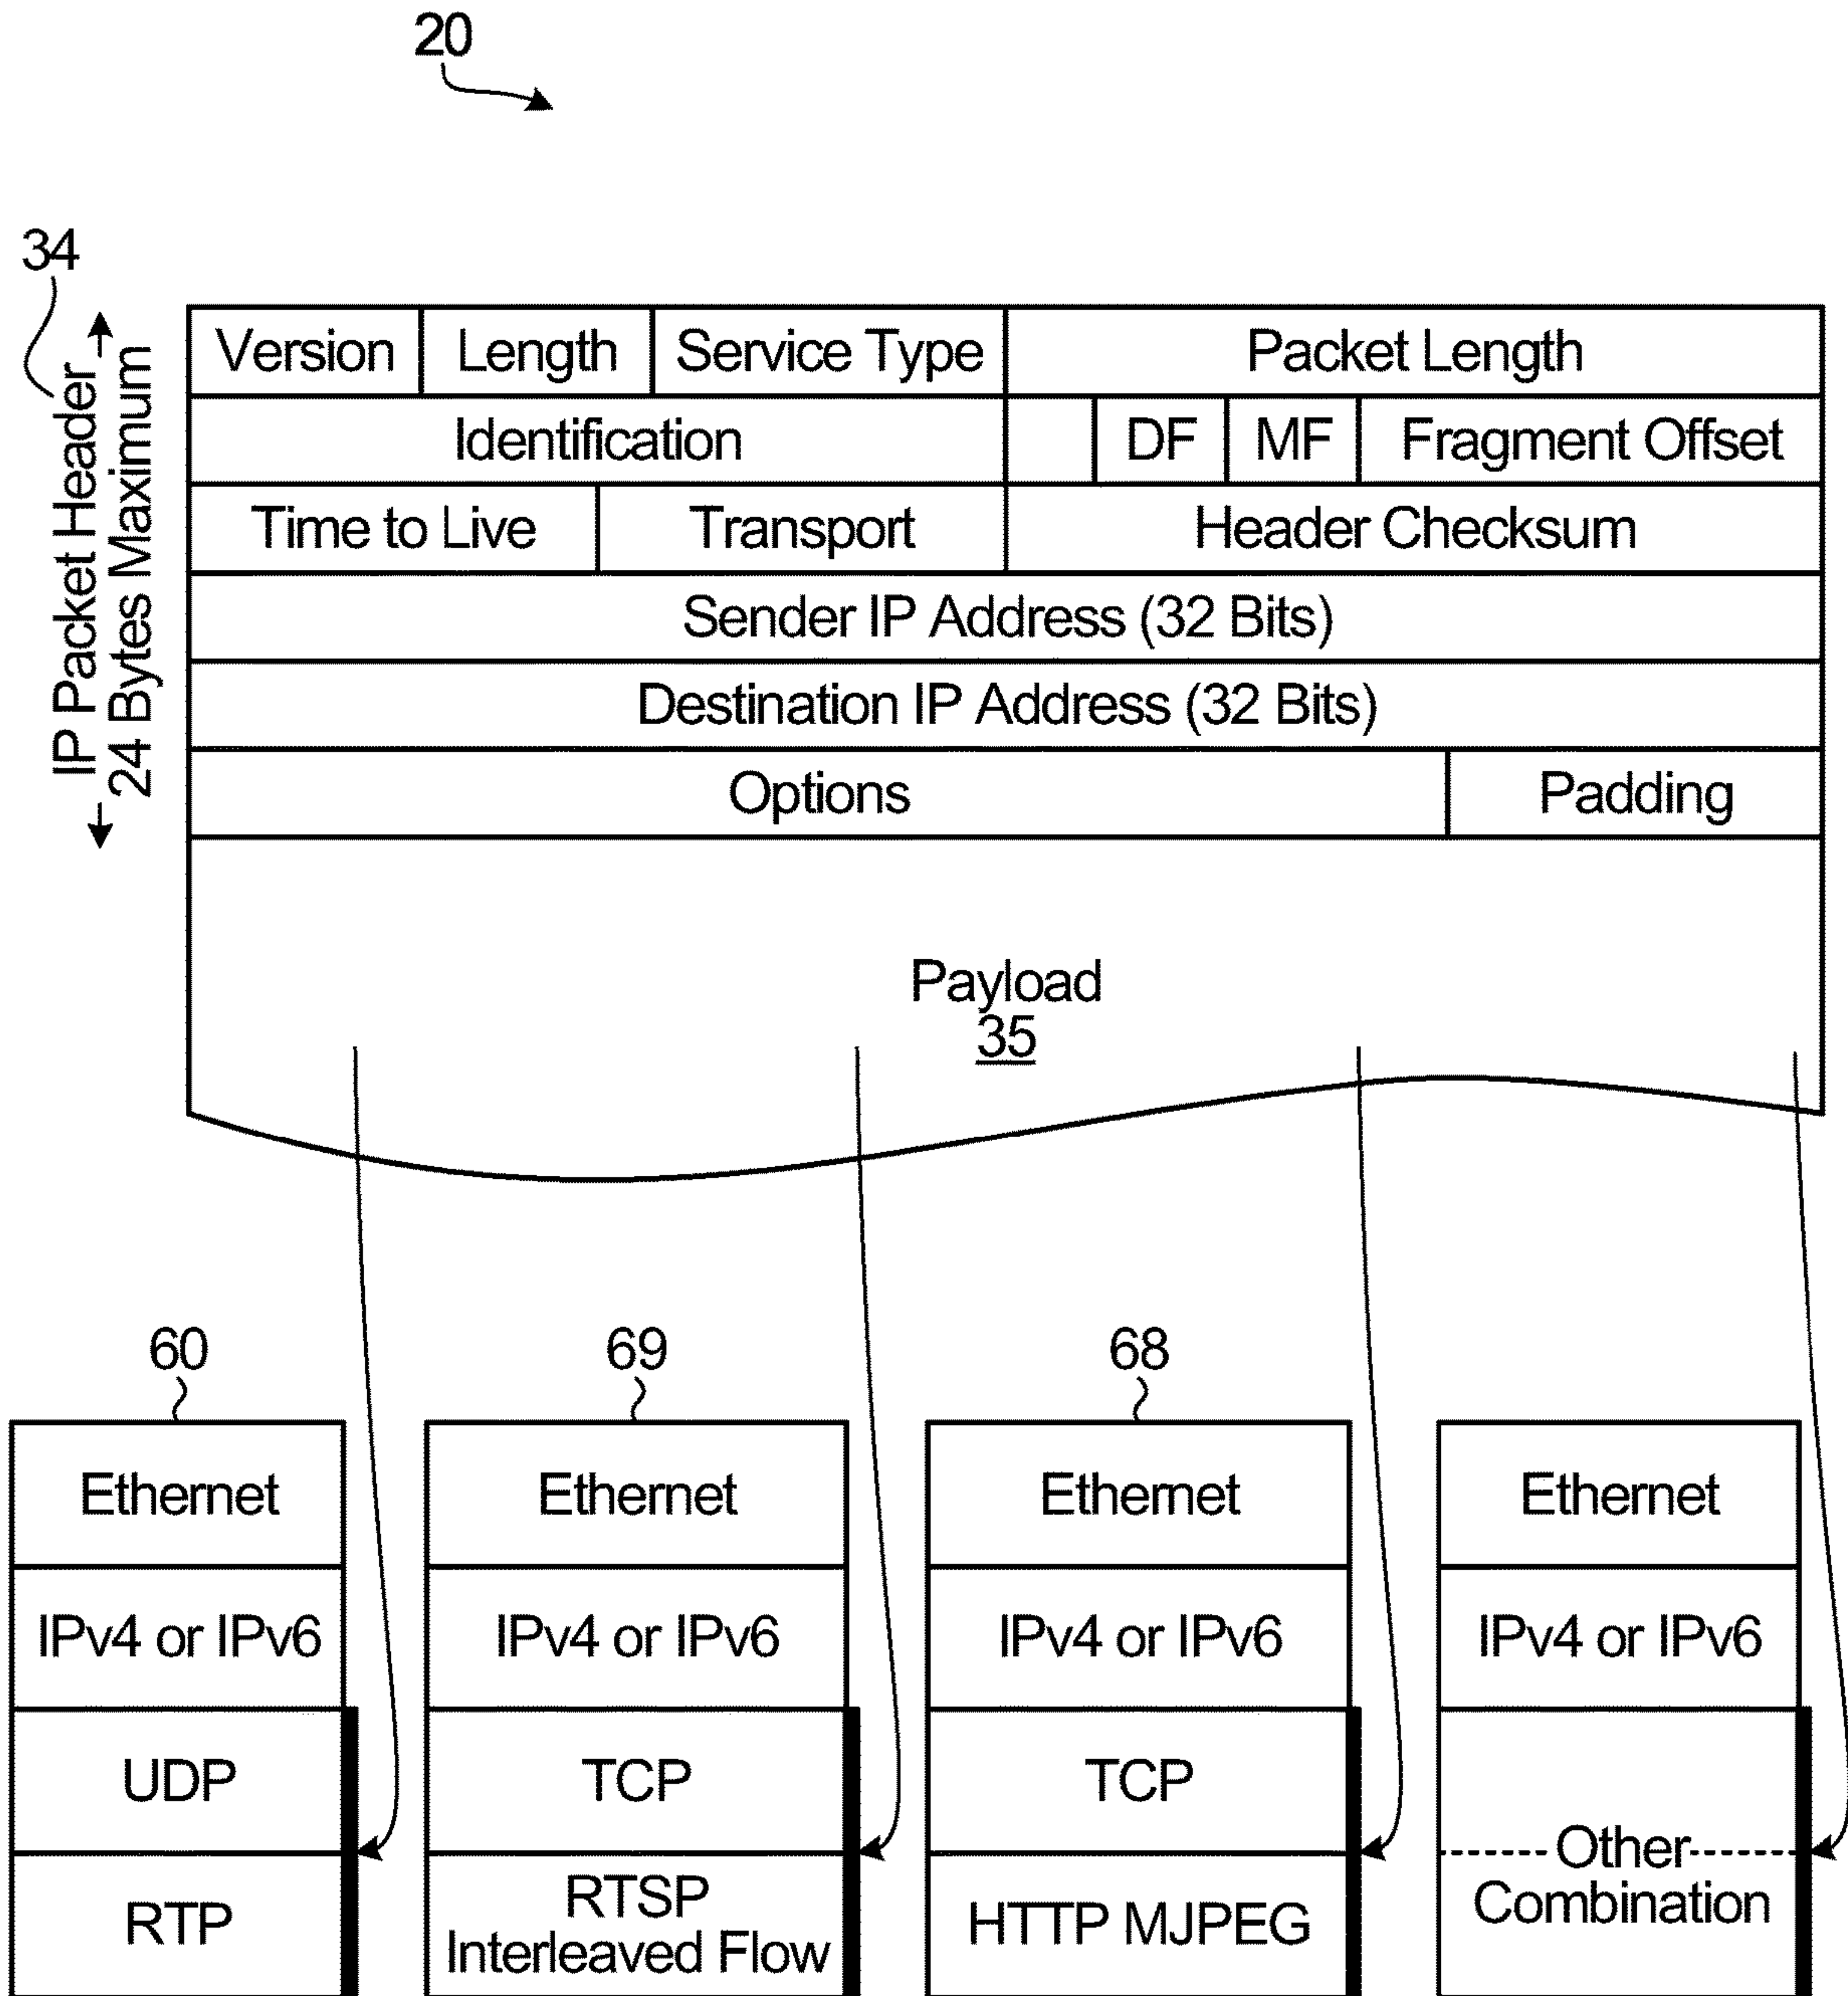 20
34
IP Packet Header
24 Bytes Maximum
Version Length Service Type Packet Length
Identification DF MF Fragment Offset
Time to Live Transport Header Checksum
Sender IP Address (32 Bits)
Destination IP Address (32 Bits)
Options Padding
Payload
35
60 69 68
Ethernet Ethernet Ethernet Ethernet
IPv4 or IPv6 IPv4 or IPv6 IPv4 or IPv6 IPv4 or IPv6
UDP TCP TCP
RTP
RTSP
Interleaved Flow
HTTP MJPEG
Other
Combination